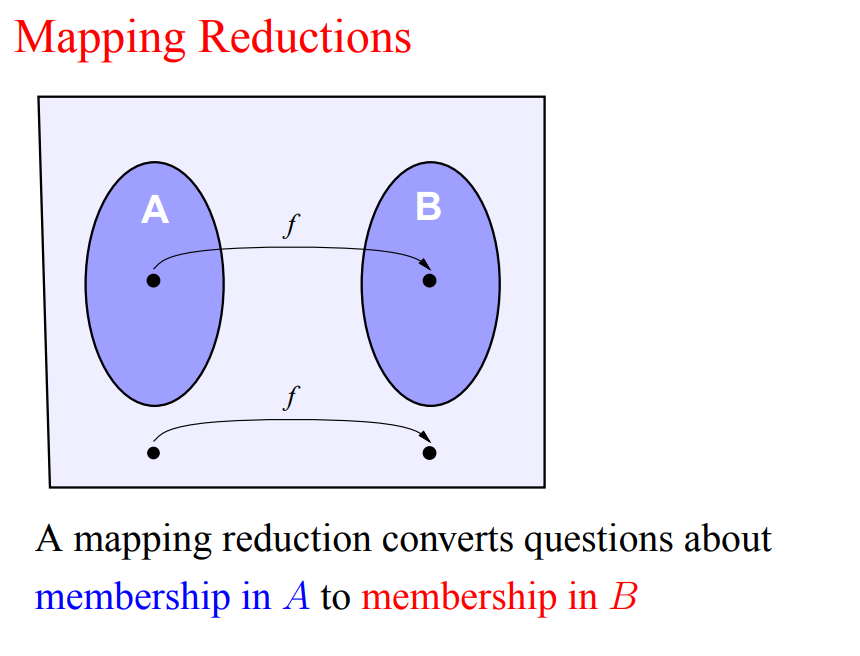 Mapping Reductions
A
B
f
f
A mapping reduction converts questions about
membership in A to membership in B